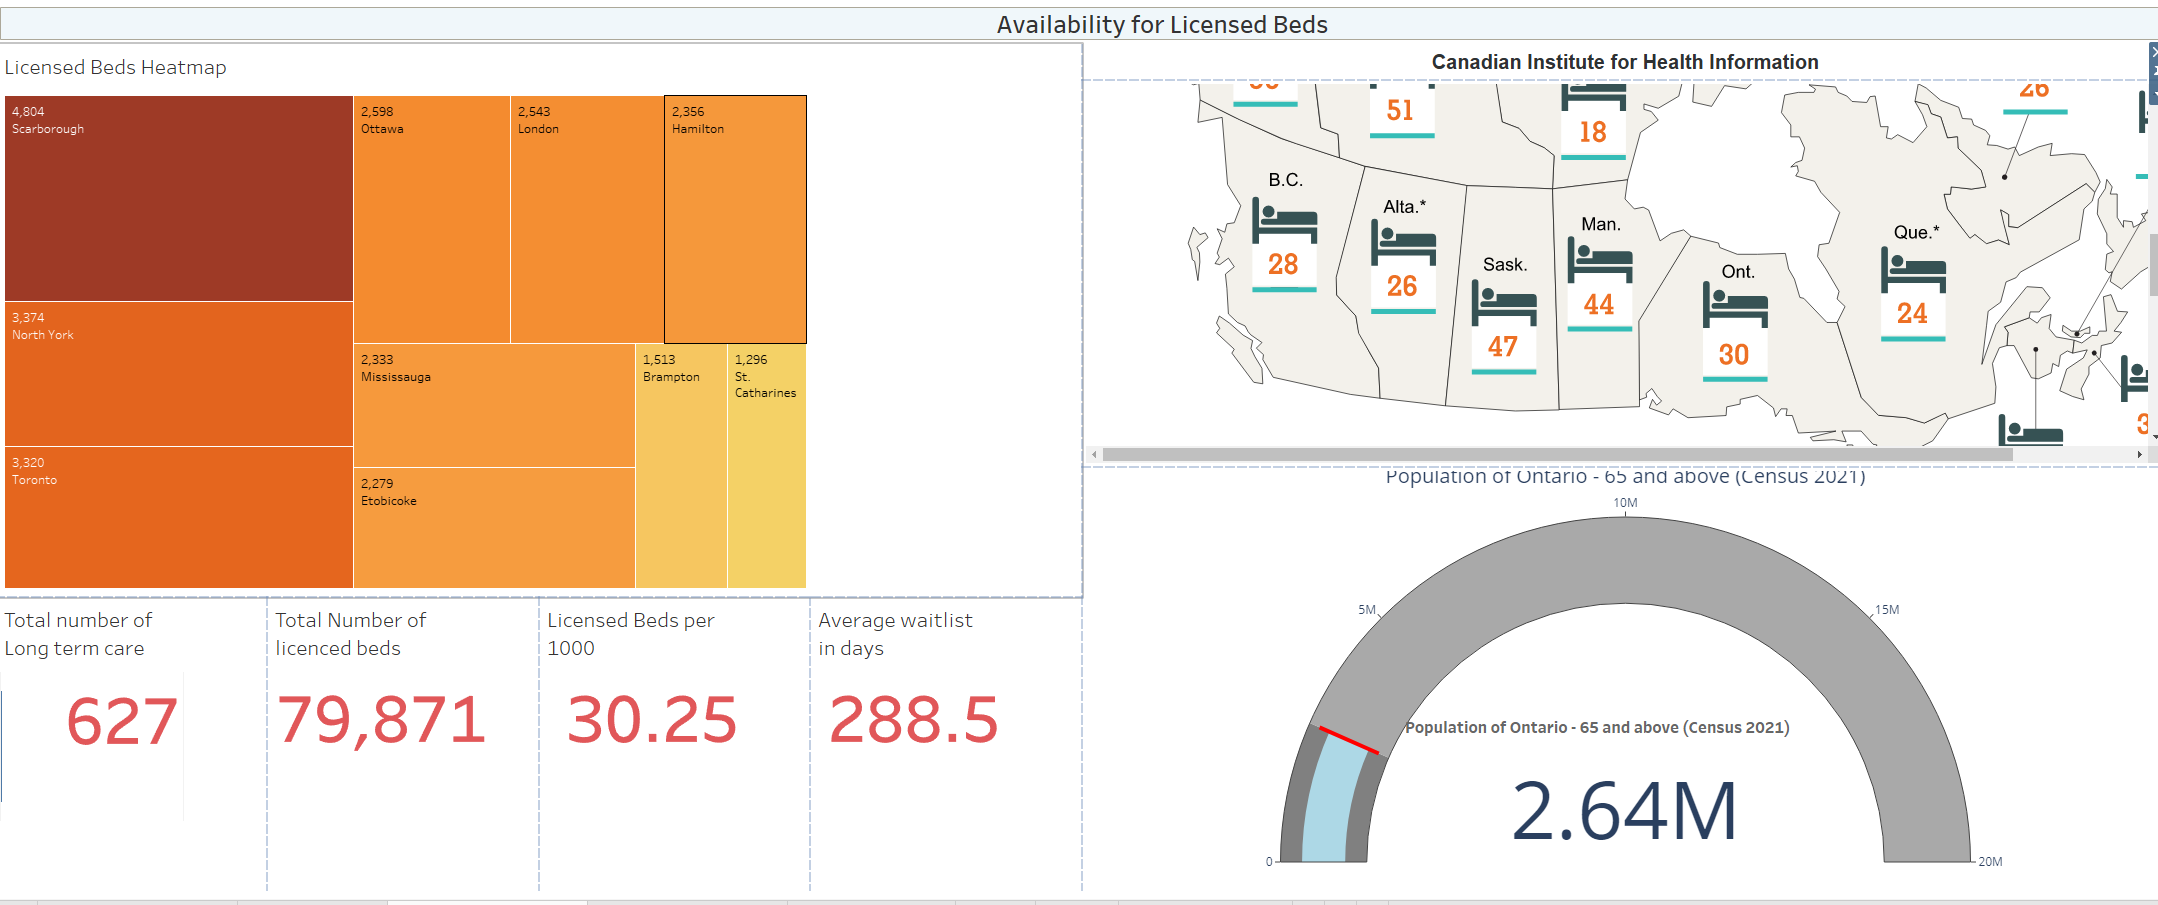 Availability for Licensed Beds
Licensed Beds Heatmap
4,804
Scarborough
3,374
North York
3,320
Toronto
2,598
Ottawa
2,543
London
2,356
Hamilton
2,333
Mississauga
2,279
Etobicoke
1,513
Brampton
1,296
St.
Catharines
Canadian Institute for Health Information
51
18
26
B.C.
28
Alta.*
26
Sask.
47
Man.
44
Ont.
30
Que.*
24
Total number of
Long term care
627
Total Number of
licenced beds
79,871
Licensed Beds per
1000
30.25
Average waitlist
in days
288.5
Population of Ontario - 65 and above (Census 2021)
0
5M
10M
15M
20M
Population of Ontario - 65 and above (Census 2021)
2.64M